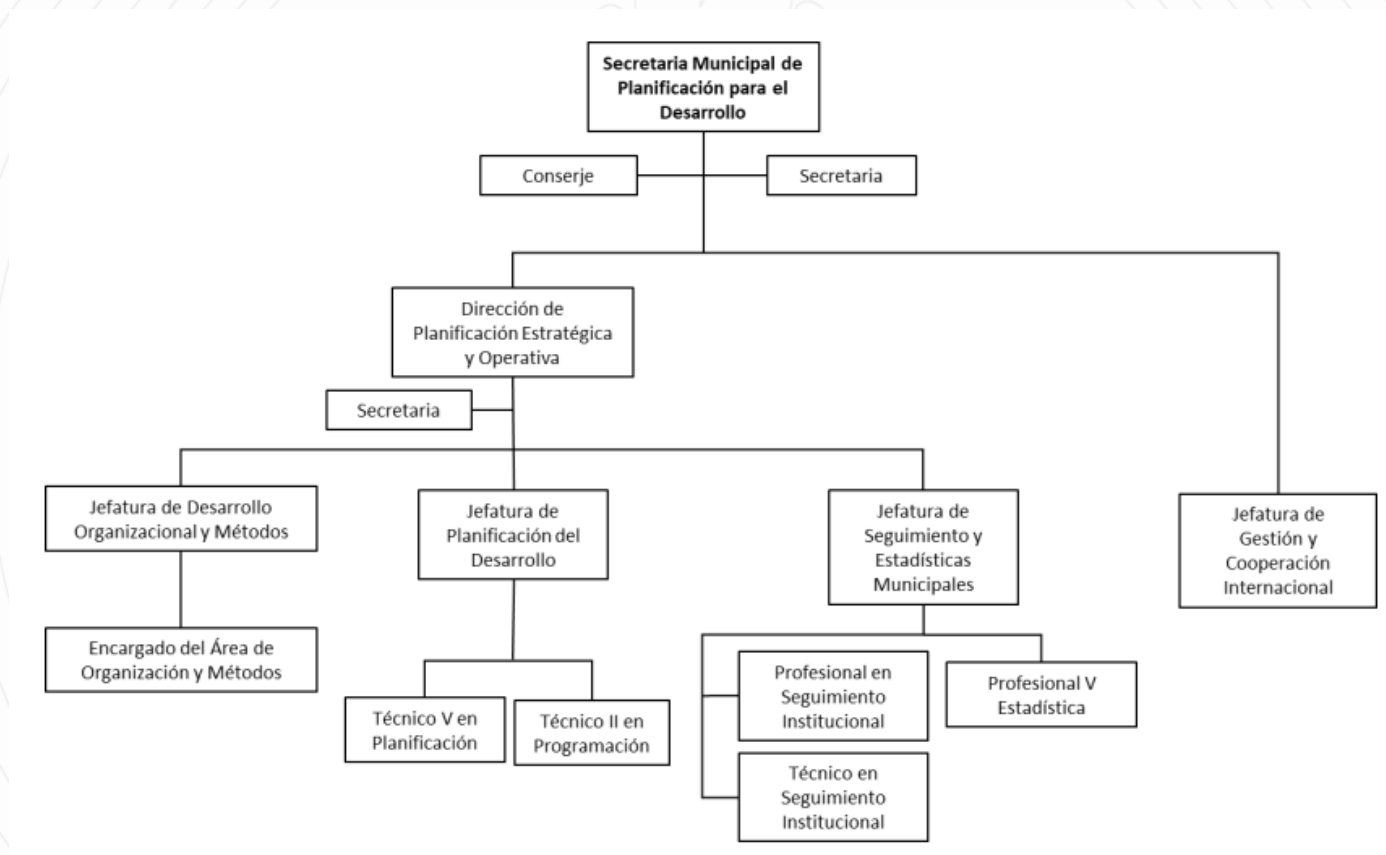 Secretaria Municipal de
Planificación para el
Desarrollo
Conserje
Secretaria
Dirección de
Planificación Estratégica
y Operativa
Secretaria
Jefatura de Desarrollo
Organizacional y Métodos
Jefatura de
Planificación del
Desarrollo
Jefatura de
Seguimiento y
Estadísticas
Municipales
Jefatura de
Gestión y
Cooperación
Internacional
Encargado del Área de
Organización y Métodos
Técnico V en
Planificación
Técnico II en
Programación
Profesional en
Seguimiento
Institucional
Profesional V
Estadística
Técnico en
Seguimiento
Institucional